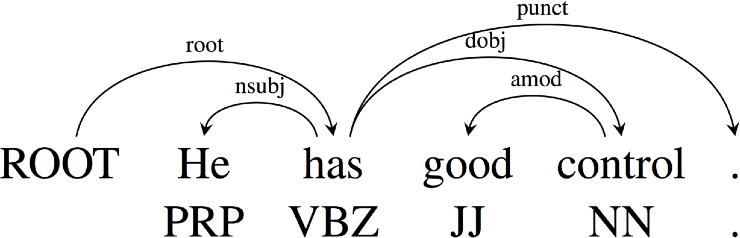 punct
root dobj
nsubj amod
ROOT He has good control .
PRP VBZ JJ NN .